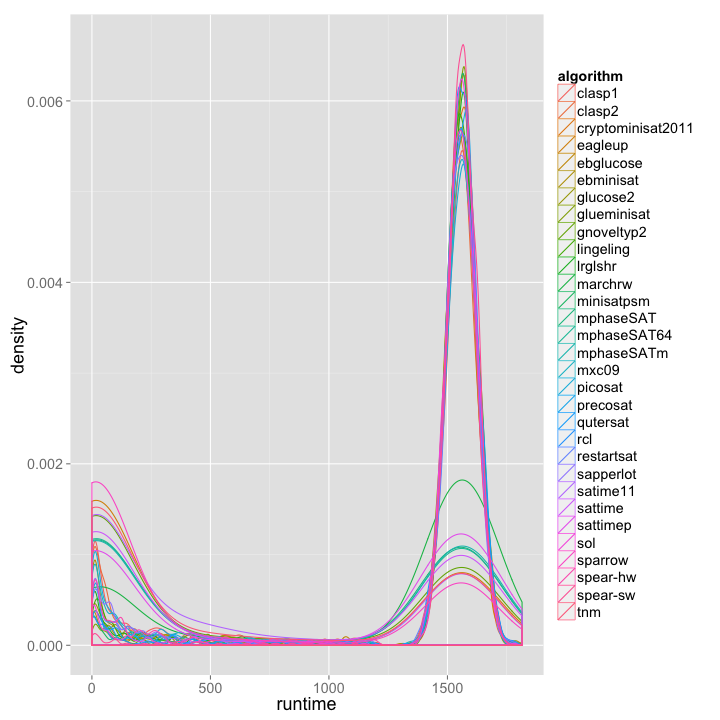 algorithm
clasp1
clasp2
cryptominisat2011
eagleup
ebglucose
ebminisat
glucose2
glueminisat
gnoveltyp2
lingeling
lrglshr
marchrw
minisatpsm
mphaseSAT
mphaseSAT64
mphaseSATm
mxc09
picosat
precosat
qutersat
rcl
restartsat
sapperlot
satime11
sattime
sattimep
sol
sparrow
spear-hw
spear-sw
tnm
density
0.006
0.004
0.002
0.000
0 500 1000 1500
runtime